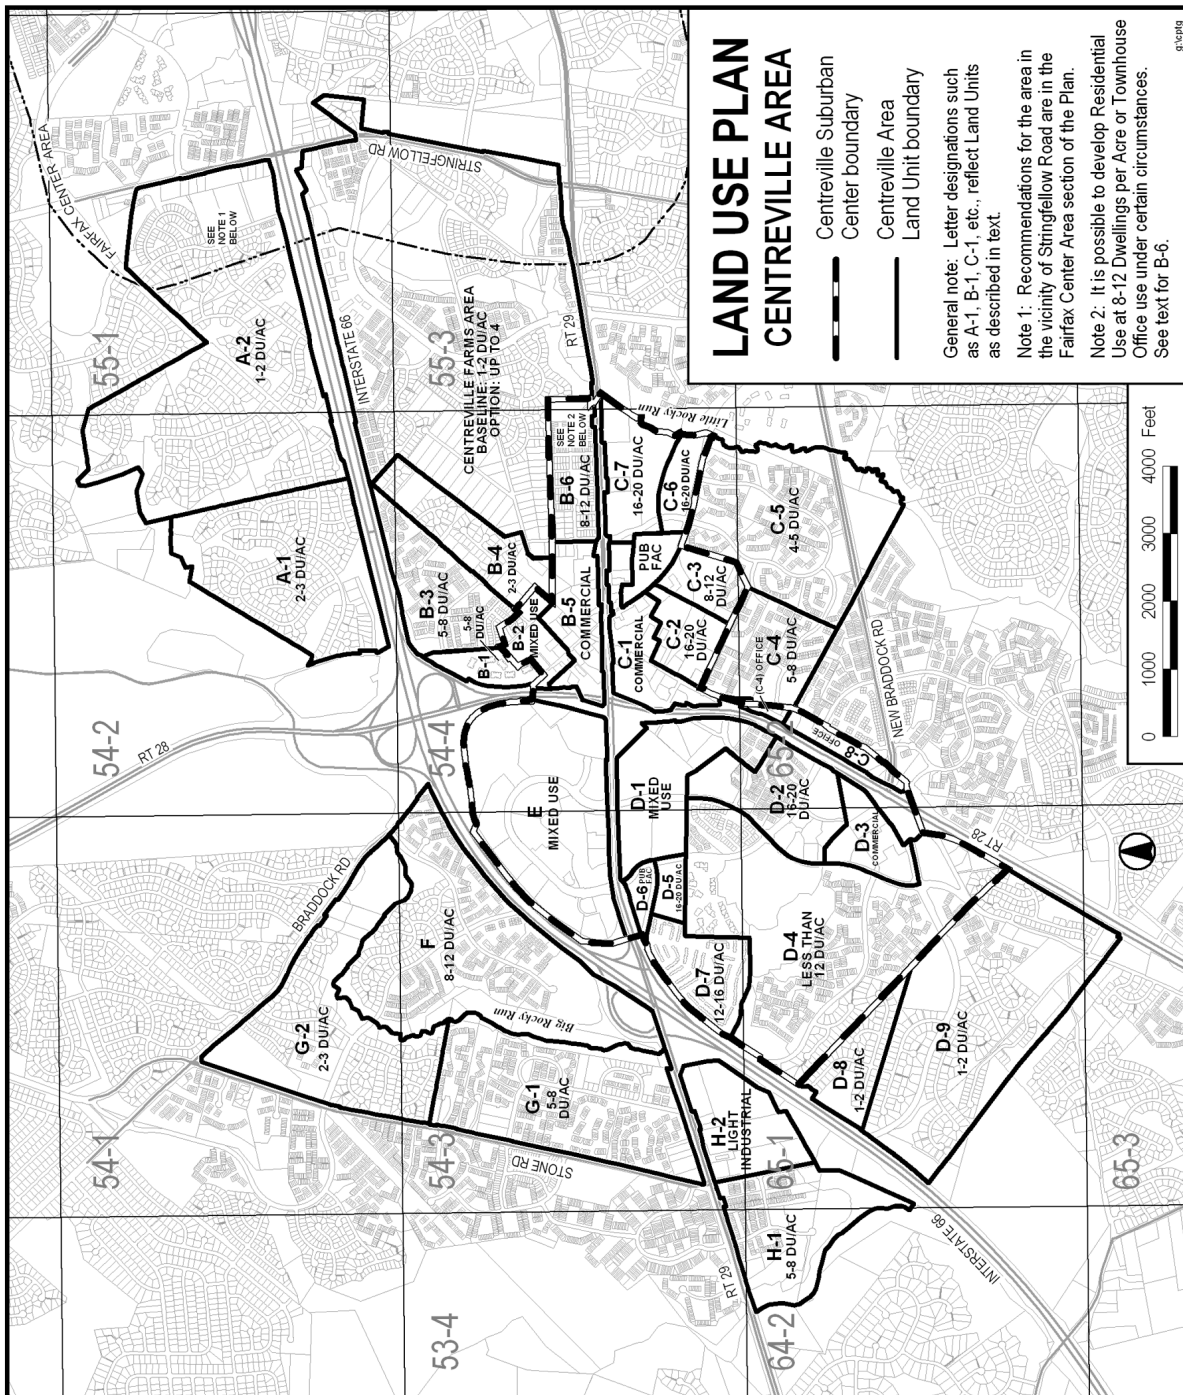 LAND USE PLAN
CENTREVILLE AREA
Centreville Suburban
Center boundary
Centreville Area
Land Unit boundary
General note: Letter designations such
as A-1, B-1, C-1, etc., reflect Land Units
as described in text.
Note 1: Recommendations for the area in
the vicinity of Stringfellow Road are in the
Fairfax Center Area section of the Plan.
Note 2: It is possible to develop Residential
Use at 8-12 Dwellings per Acre or Townhouse
Office use under certain circumstances.
See text for B-6.
0 1000 2000 3000 4000 Feet
FAIRFAX CENTER AREA
SEE
NOTE 1
BELOW
55-1
A-2
1-2 DU/AC
A-1
2-3 DU/AC
INTERSTATE 66
STRINGFELLOW RD
55-3
CENTREVILLE FARMS AREA
BASELINE: 1-2 DU/AC
OPTION: UP TO 4
RT 29
54-2
RT 28
54-4
B-3
5-8 DU/AC
B-4
2-3 DU/AC
5-8
DU/AC
B-1
B-2
MIXED USE
B-5
COMMERCIAL
SEE
NOTE 2
BELOW
B-6
8-12 DU/AC
54-1
BRADDOCK RD
G-2
2-3 DU/AC
F
8-12 DU/AC
Big Rocky Run
54-3
G-1
5-8
DU/AC
STONE RD
E
MIXED USE
53-4
C-7
16-20 DU/AC
C-6
16-20 DU/AC
Little Rocky Run
PUB
FAC
C-1
COMMERCIAL
C-2
16-20
DU/AC
C-3
8-12
DU/AC
C-5
4-5 DU/AC
(C-4) OFFICE
C-4
5-8 DU/AC
C-8
OFFICE
NEW BRADDOCK RD
D-1
MIXED
USE
D-2
16-20
DU/AC
D-3
COMMERCIAL
D-6
PUB
FAC
D-5
16-20 DU/AC
D-7
12-16 DU/AC
D-4
LESS THAN
12 DU/AC
RT 28
D-8
1-2 DU/AC
D-9
1-2 DU/AC
H-2
LIGHT
INDUSTRIAL
65-1
H-1
5-8 DU/AC
RT 29
64-2
INTERSTATE 66
65-3